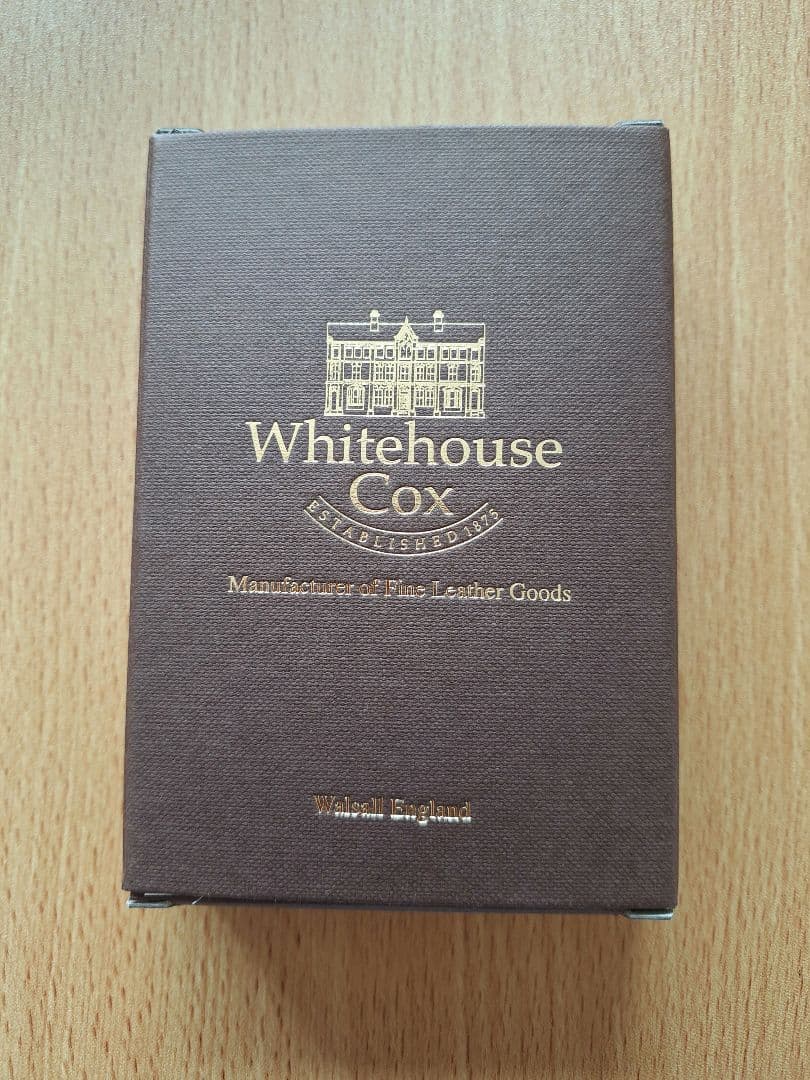 Whitehouse
Cox
ESTABLISHED 1875
Manufacturer of Fine Leather Goods
Walsall England